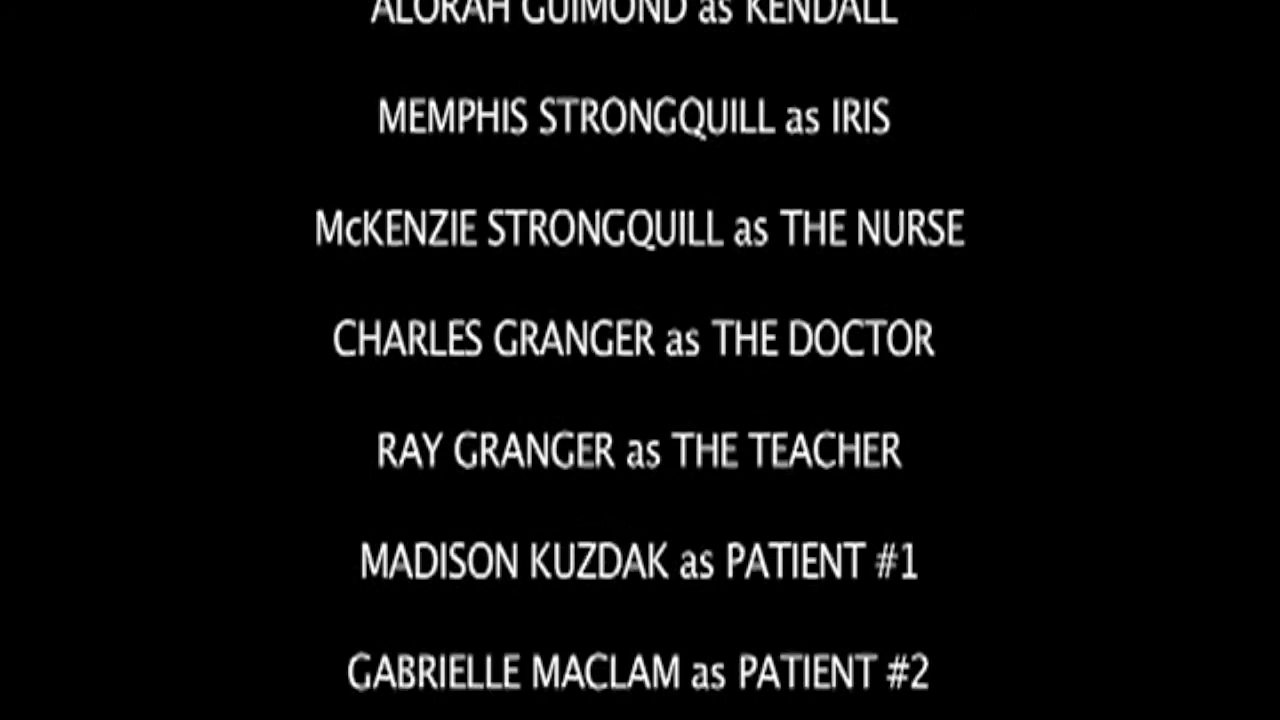 ALORAH GUIMOND as KENDALL
MEMPHIS STRONGQUILL as IRIS
McKENZIE STRONGQUILL as THE NURSE
CHARLES GRANGER as THE DOCTOR
RAY GRANGER as THE TEACHER
MADISON KUZDAK as PATIENT #1
GABRIELLE MACLAM as PATIENT #2